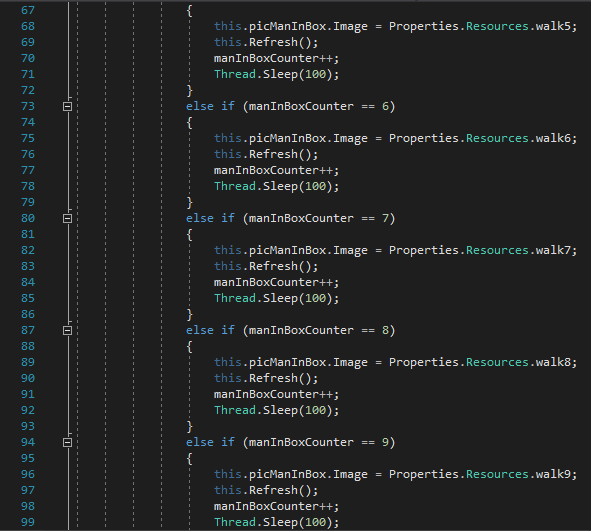 67 {
68 this.picManInBox.Image = Properties.Resources.walk5;
69 this.Refresh();
70 manInBoxCounter++;
71 Thread.Sleep(100);
72 }
73 else if (manInBoxCounter == 6)
74 {
75 this.picManInBox.Image = Properties.Resources.walk6;
76 this.Refresh();
77 manInBoxCounter++;
78 Thread.Sleep(100);
79 }
80 else if (manInBoxCounter == 7)
81 {
82 this.picManInBox.Image = Properties.Resources.walk7;
83 this.Refresh();
84 manInBoxCounter++;
85 Thread.Sleep(100);
86 }
87 else if (manInBoxCounter == 8)
88 {
89 this.picManInBox.Image = Properties.Resources.walk8;
90 this.Refresh();
91 manInBoxCounter++;
92 Thread.Sleep(100);
93 }
94 else if (manInBoxCounter == 9)
95 {
96 this.picManInBox.Image = Properties.Resources.walk9;
97 this.Refresh();
98 manInBoxCounter++;
99 Thread.Sleep(100);